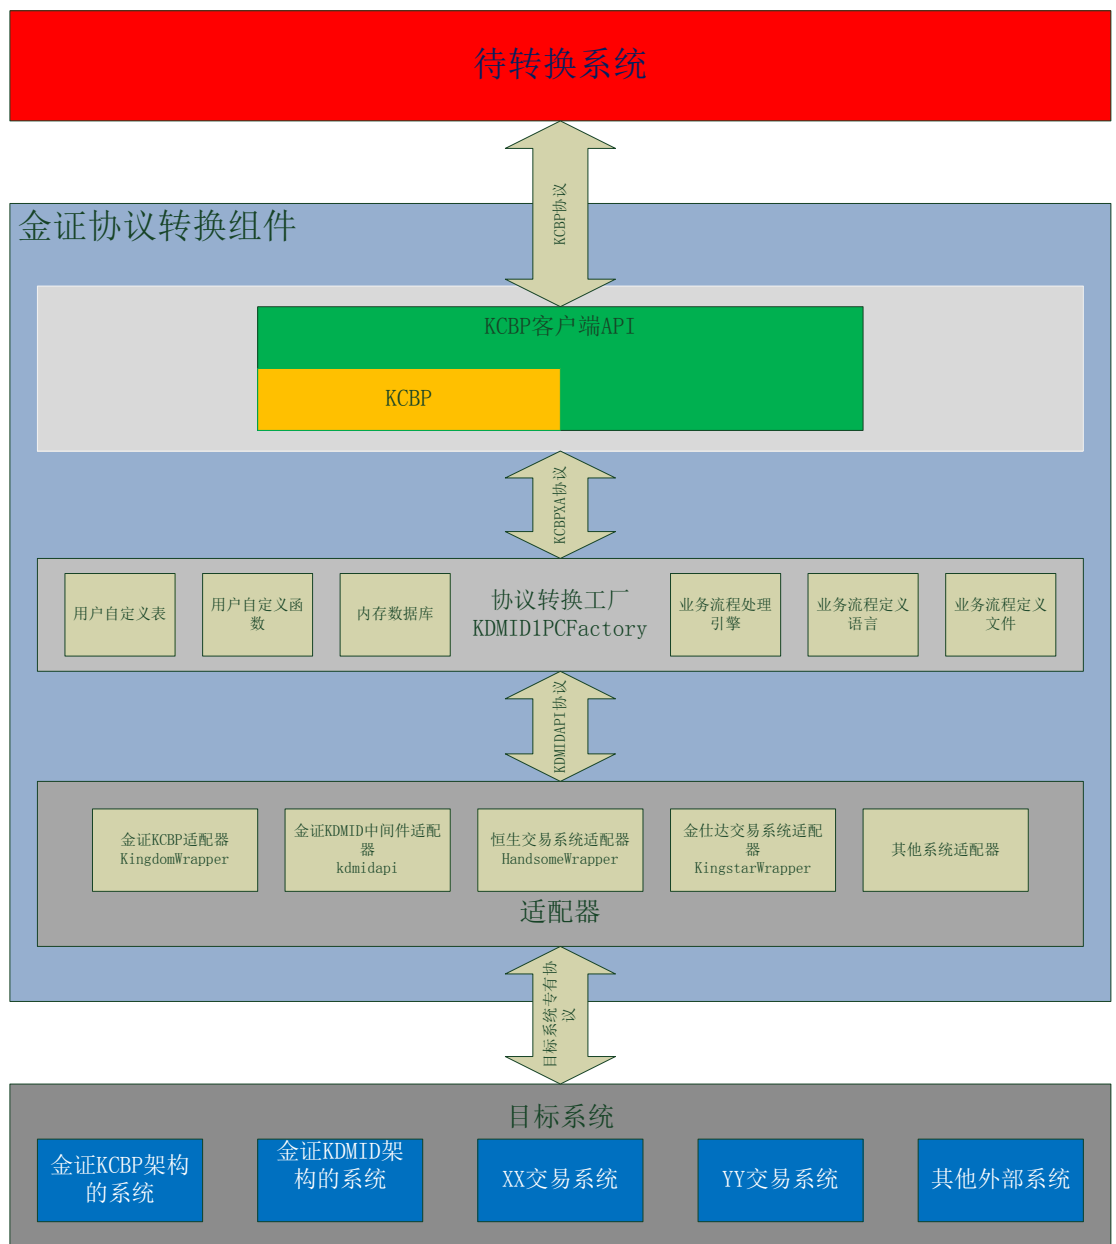 待转换系统
KCBP协议
金证协议转换组件
KCBP客户端API
KCBP
KCBPXA协议
用户自定义表
用户自定义函
数
内存数据库
协议转换工厂
KDMID1PCFactory
业务流程处理
引擎
业务流程定义
语言
业务流程定义
文件
KDMIDAPI协议
金证KCBP适配器
KingdomWrapper
金证KDMID中间件适配
器
kdmidapi
恒生交易系统适配器
HandsomeWrapper
金仕达交易系统适配
器
KingstarWrapper
其他系统适配器
适配器
目标系统专有协
议
目标系统
金证KCBP架构
的系统
金证KDMID架
构的系统
XX交易系统
YY交易系统
其他外部系统